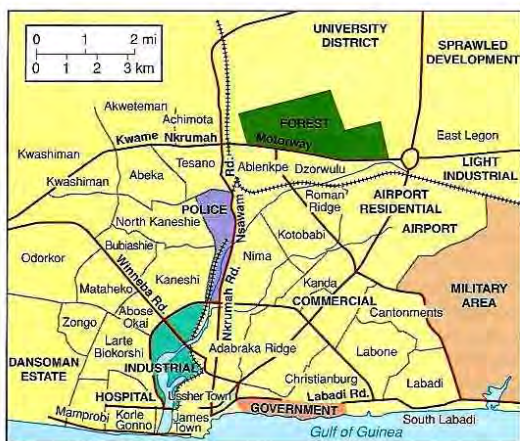 0 1 2 mi
0 1 2 3 km
UNIVERSITY
DISTRICT
SPRAWLED
DEVELOPMENT
Akweteman
Achimota
FOREST
Kwame Nkrumah Motorway
East Legon
Kwashiman
Tesano
Ablenkpe
Dzorwulu
LIGHT
INDUSTRIAL
Abeka
Kwashiman
Roman
Ridge
AIRPORT
RESIDENTIAL
POLICE
Nsawam Rd.
North Kaneshie
Kotobabi
AIRPORT
Bubiashie
Odorkor
Nima
Winneba Rd.
Kaneshi
Mataheko
Kanda
MILITARY
AREA
Nkrumah Rd.
COMMERCIAL
Zongo
Abose
Okai
Cantonments
Larte
Biokorshi
Adabraka Ridge
Labone
DANSOMAN
ESTATE
INDUSTRIAL
Christianburg
Labadi
HOSPITAL
Ussher Town
Labadi Rd.
GOVERNMENT
Mamprobi
Korle
Gonno
James
Town
South Labadi
Gulf of Guinea